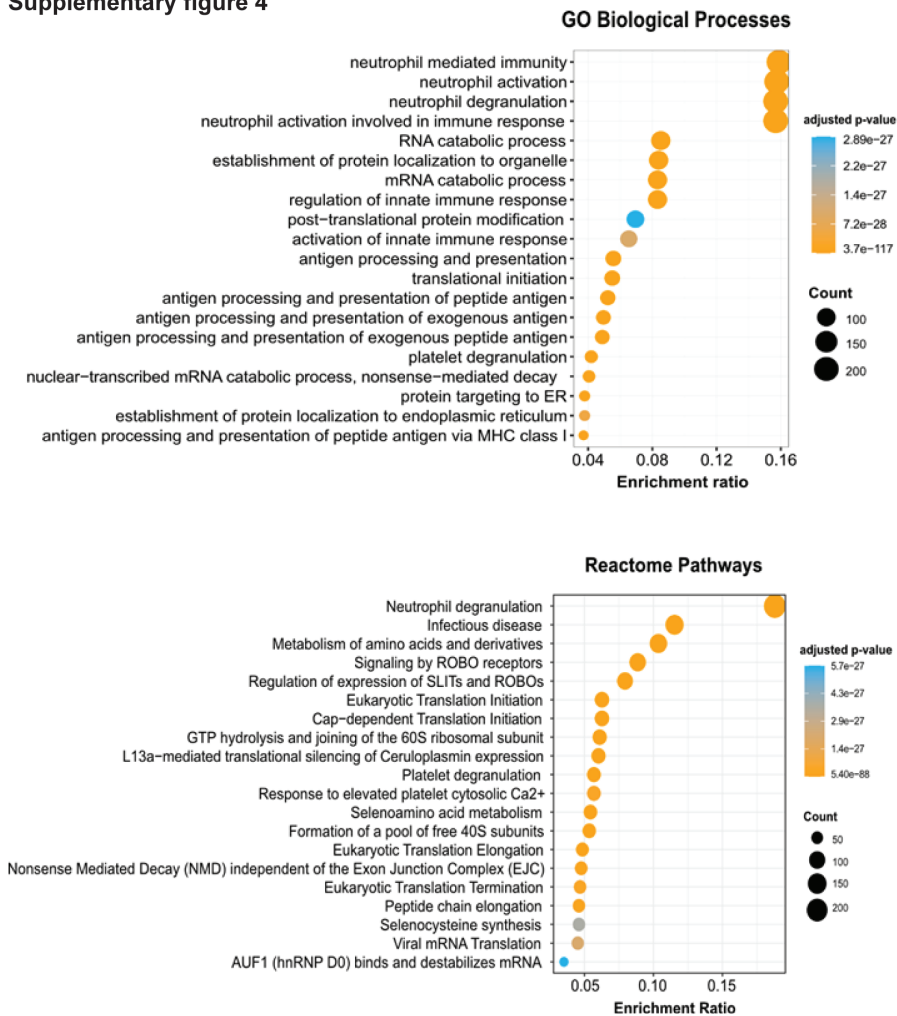 Supplementary figure 4
GO Biological Processes
neutrophil mediated immunity
neutrophil activation
neutrophil degranulation
neutrophil activation involved in immune response
RNA catabolic process
establishment of protein localization to organelle
mRNA catabolic process
regulation of innate immune response
post−translational protein modification
activation of innate immune response
antigen processing and presentation
translational initiation
antigen processing and presentation of peptide antigen
antigen processing and presentation of exogenous antigen
antigen processing and presentation of exogenous peptide antigen
platelet degranulation
nuclear−transcribed mRNA catabolic process, nonsense−mediated decay
protein targeting to ER
establishment of protein localization to endoplasmic reticulum
antigen processing and presentation of peptide antigen via MHC class I
0.04 0.08 0.12 0.16
Enrichment ratio
adjusted p-value
2.89e−27
2.2e−27
1.4e−27
7.2e−28
3.7e−117
Count
100
150
200
Reactome Pathways
Neutrophil degranulation
Infectious disease
Metabolism of amino acids and derivatives
Signaling by ROBO receptors
Regulation of expression of SLITs and ROBOs
Eukaryotic Translation Initiation
Cap−dependent Translation Initiation
GTP hydrolysis and joining of the 60S ribosomal subunit
L13a−mediated translational silencing of Ceruloplasmin expression
Platelet degranulation
Response to elevated platelet cytosolic Ca2+
Selenoamino acid metabolism
Formation of a pool of free 40S subunits
Eukaryotic Translation Elongation
Nonsense Mediated Decay (NMD) independent of the Exon Junction Complex (EJC)
Eukaryotic Translation Termination
Peptide chain elongation
Selenocysteine synthesis
Viral mRNA Translation
AUF1 (hnRNP D0) binds and destabilizes mRNA
0.05 0.10 0.15
Enrichment Ratio
adjusted p-value
5.7e−27
4.3e−27
2.9e−27
1.4e−27
5.40e−88
Count
50
100
150
200